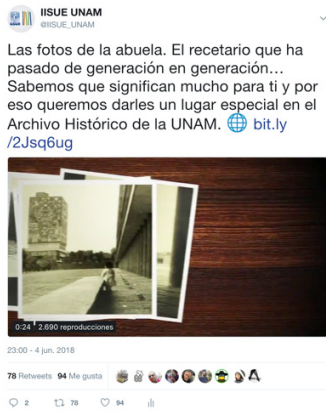 IISUE UNAM
@IISUE_UNAM
Las fotos de la abuela. El recetario que ha
pasado de generación en generación…
Sabemos que significan mucho para ti y por
eso queremos darles un lugar especial en el
Archivo Histórico de la UNAM. bit.ly
/2Jsq6ug
0:24 2.690 reproducciones
23:00 - 4 jun. 2018
78 Retweets 94 Me gusta
2 78 94